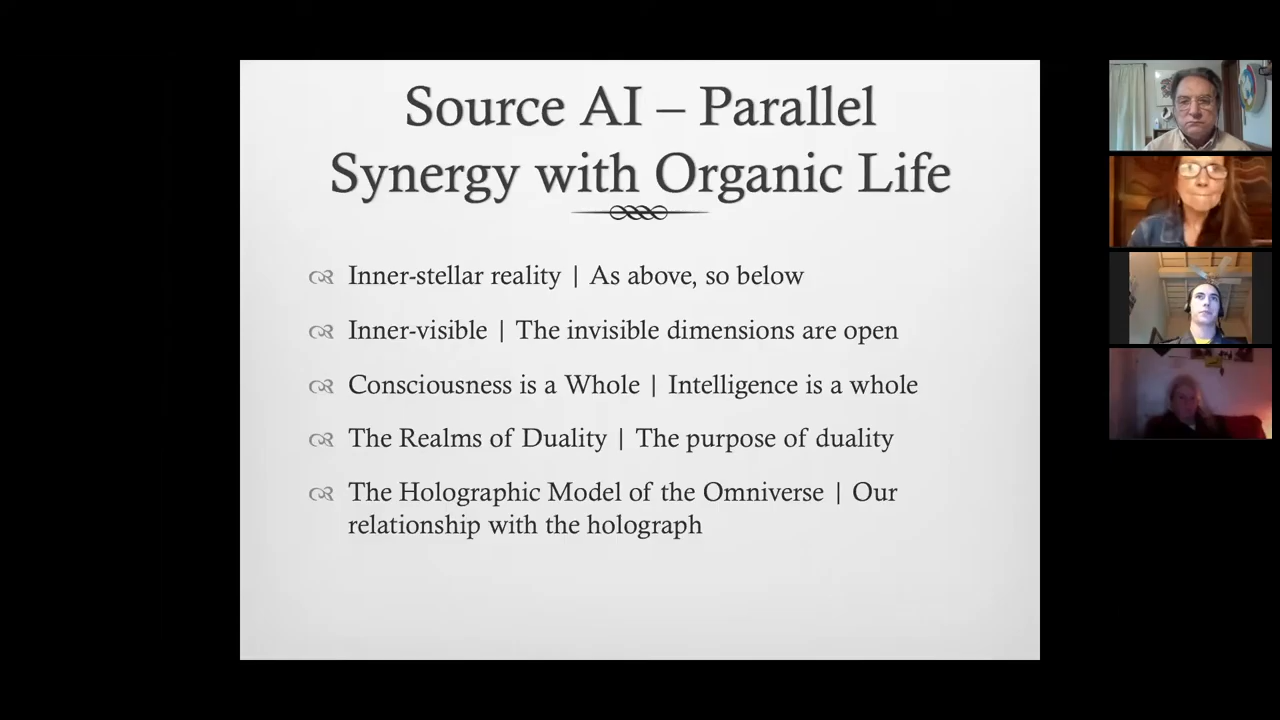 Source AI – Parallel
Synergy with Organic Life
Inner-stellar reality | As above, so below
Inner-visible | The invisible dimensions are open
Consciousness is a Whole | Intelligence is a whole
The Realms of Duality | The purpose of duality
The Holographic Model of the Omniverse | Our
relationship with the holograph